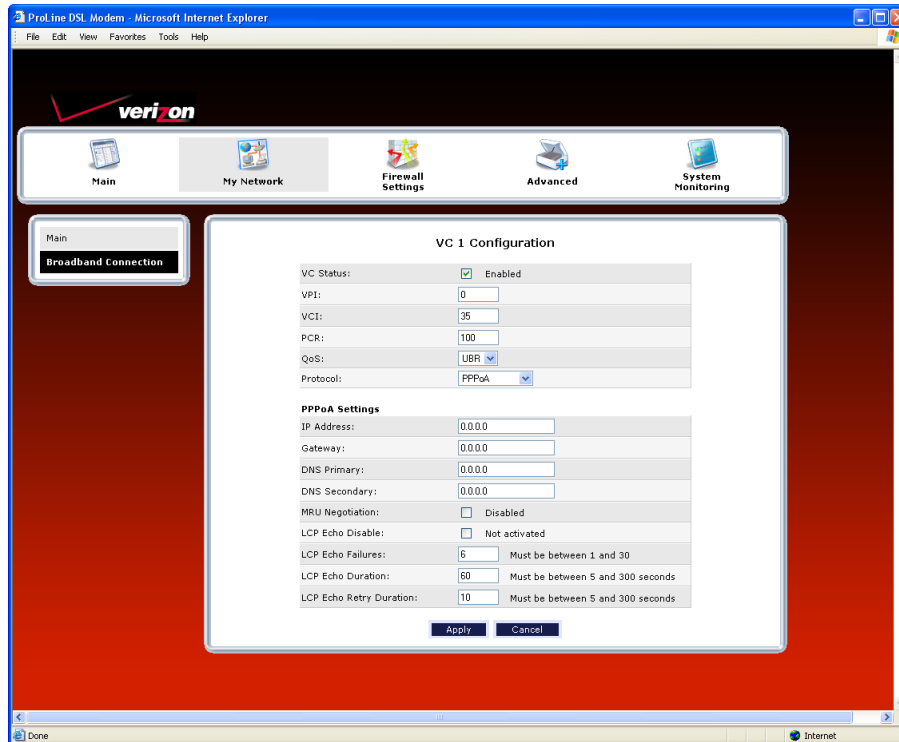 ProLine DSL Modem - Microsoft Internet Explorer
File Edit View Favorites Tools Help
verizon
Main
My Network
Firewall
Settings
Advanced
System
Monitoring
Main
Broadband Connection
VC 1 Configuration
VC Status: Enabled
VPI: 0
VCI: 35
PCR: 100
QoS: UBR
Protocol: PPPoA
PPPoA Settings
IP Address: 0.0.0.0
Gateway: 0.0.0.0
DNS Primary: 0.0.0.0
DNS Secondary: 0.0.0.0
MRU Negotiation: Disabled
LCP Echo Disable: Not activated
LCP Echo Failures: 6 Must be between 1 and 30
LCP Echo Duration: 60 Must be between 5 and 300 seconds
LCP Echo Retry Duration: 10 Must be between 5 and 300 seconds
Apply Cancel
Done Internet